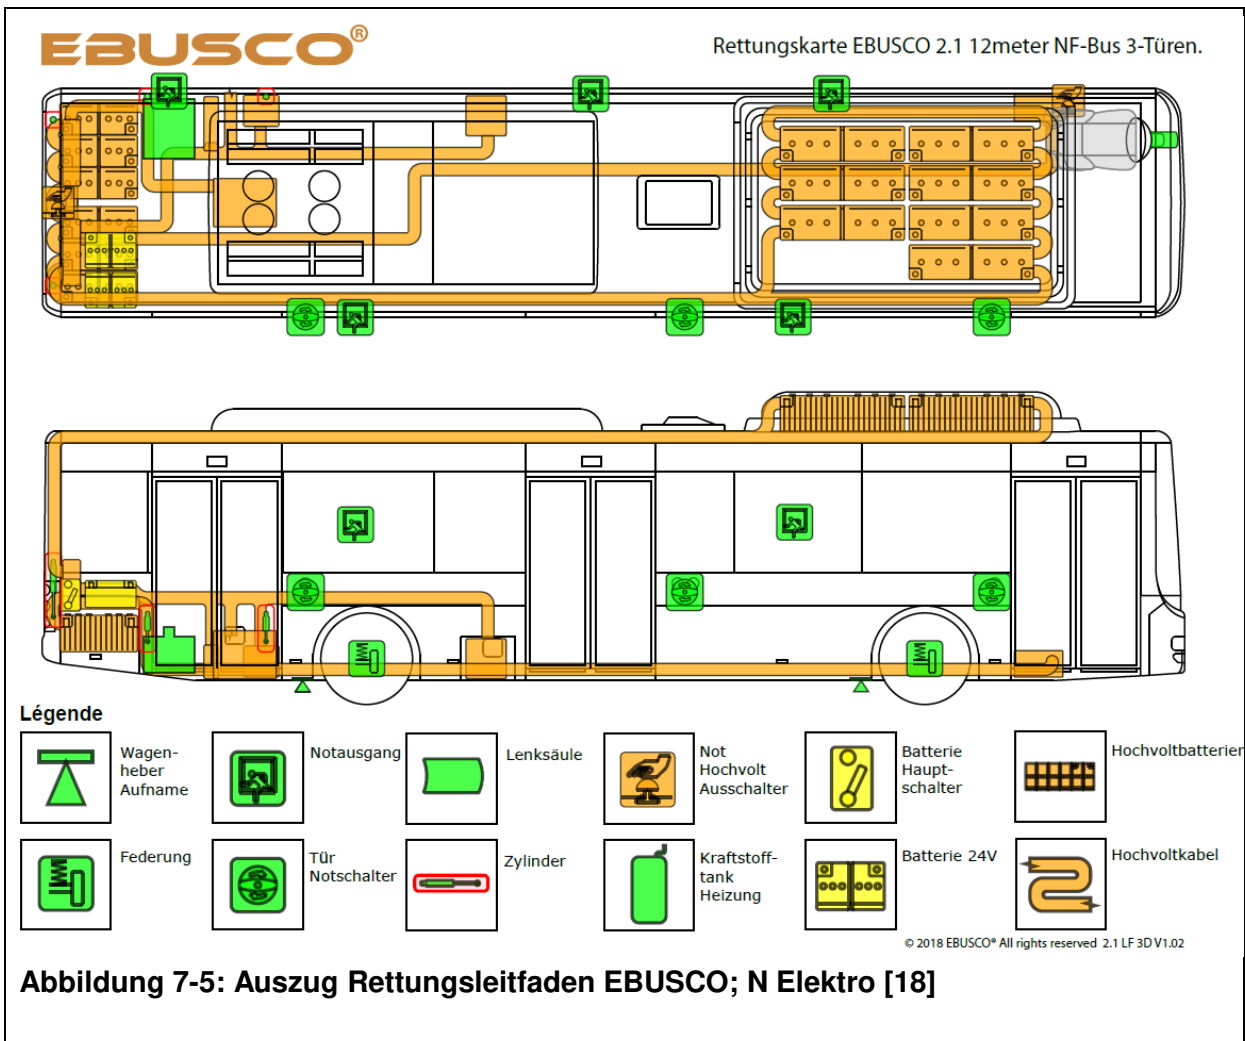 EBUSCO®
Rettungskarte EBUSCO 2.1 12meter NF-Bus 3-Türen.
Légende
Wagen-
heber
Aufname
Notausgang
Lenksäule
Not
Hochvolt
Ausschalter
Batterie
Haupt-
schalter
Hochvoltbatterier
Federung
Tür
Notschalter
Zylinder
Kraftstoff-
tank
Heizung
Batterie 24V
Hochvoltkabel
© 2018 EBUSCO® All rights reserved 2.1 LF 3D V1.02
Abbildung 7-5: Auszug Rettungsleitfaden EBUSCO; N Elektro [18]